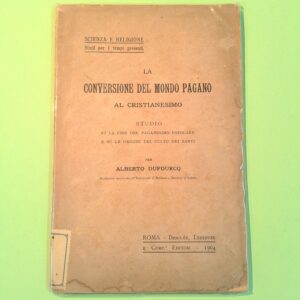 SCIENZA E RELIGIONE
Studi per i tempi presenti.
LA
CONVERSIONE DEL MONDO PAGANO
AL CRISTIANESIMO
STUDIO
SU LA FINE DEL PAGANESIMO POPOLARE
E SU LE ORIGINI DEL CULTO DEI SANTI
PER
ALBERTO DUFOURCQ
ROMA - Desclée, Lefebvre
e Comp.i Editori - 1904